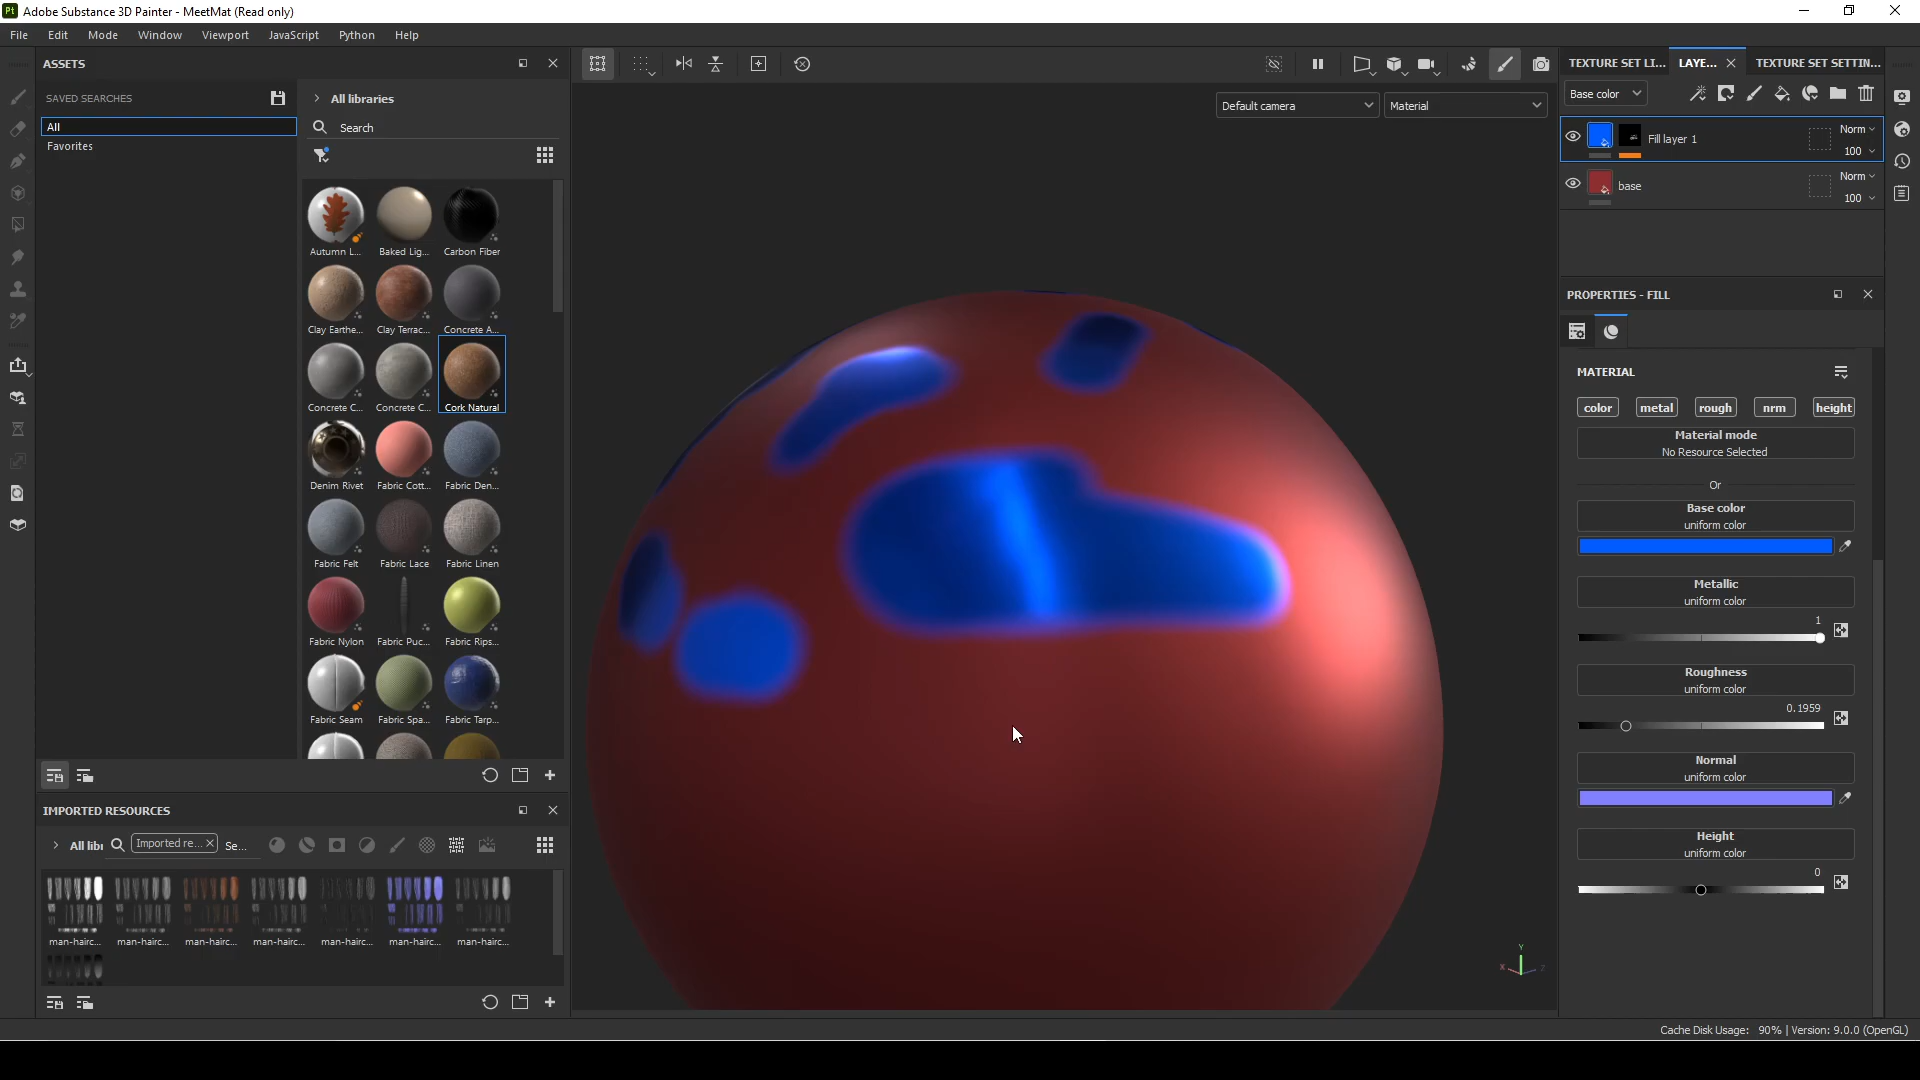 Pt Adobe Substance 3D Painter - MeetMat (Read only)
File Edit Mode Window Viewport JavaScript Python Help
ASSETS
SAVED SEARCHES
All
Favorites
All libraries
Search
Autumn L... Baked Lig... Carbon Fiber
Clay Earthe... Clay Terrac... Concrete A...
Concrete C... Concrete C... Cork Natural
Denim Rivet Fabric Cott... Fabric Den...
Fabric Felt Fabric Lace Fabric Linen
Fabric Nylon Fabric Puc... Fabric Rips...
Fabric Seam Fabric Spa... Fabric Tarp...
IMPORTED RESOURCES
All libr Imported re... Se...
man-hairc... man-hairc... man-hairc... man-hairc... man-hairc... man-hairc... man-hairc...
Default camera Material
X Y Z
TEXTURE SET LI... LAYE... TEXTURE SET SETTIN...
Base color
Fill layer 1 Norm
100
base Norm
100
PROPERTIES - FILL
MATERIAL
color metal rough nrm height
Material mode
No Resource Selected
Or
Base color
uniform color
Metallic
uniform color
1
Roughness
uniform color
0.1959
Normal
uniform color
Height
uniform color
0
Cache Disk Usage: 90% | Version: 9.0.0 (OpenGL)